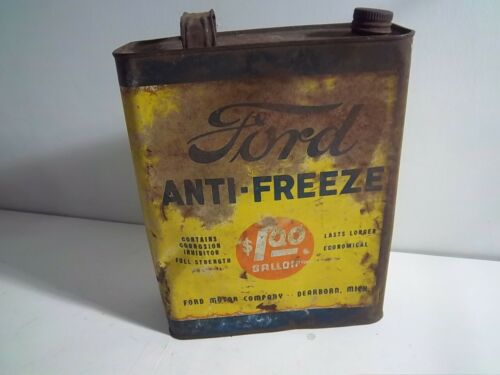 Ford
ANTI-FREEZE
CONTAINS
CORROSION
INHIBITOR
FULL STRENGTH
$1.00
GALLON
LASTS LONGER
ECONOMICAL
FORD MOTOR COMPANY - DEARBORN, MICH.